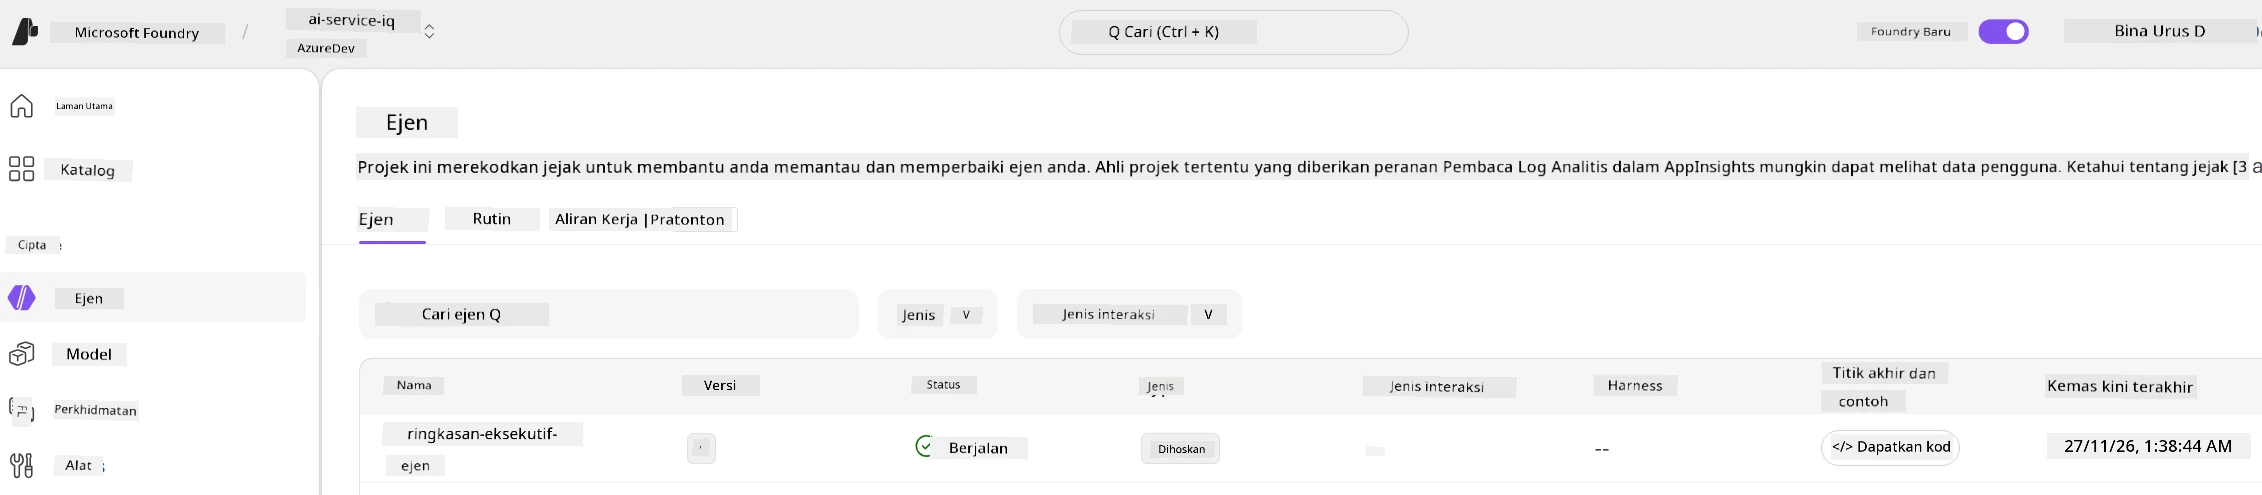 Microsoft Foundry
/
ai-service-iq
AzureDev
Q Cari (Ctrl + K)
Foundry Baru
Bina Urus D
Laman Utama
Katalog
Cipta
Ejen
Model
Perkhidmatan
Alat
Ejen
Projek ini merekodkan jejak untuk membantu anda memantau dan memperbaiki ejen anda. Ahli projek tertentu yang diberikan peranan Pembaca Log Analitis dalam AppInsights mungkin dapat melihat data pengguna. Ketahui tentang jejak [3 a
Ejen Rutin Aliran Kerja |Pratonton
Cari ejen Q
Jenis V
Jenis interaksi V
Nama Versi Status Jenis Jenis interaksi Harness Titik akhir dan contoh Kemas kini terakhir
ringkasan-eksekutif-
ejen
Berjalan
Dihoskan
--
</> Dapatkan kod
27/11/26, 1:38:44 AM